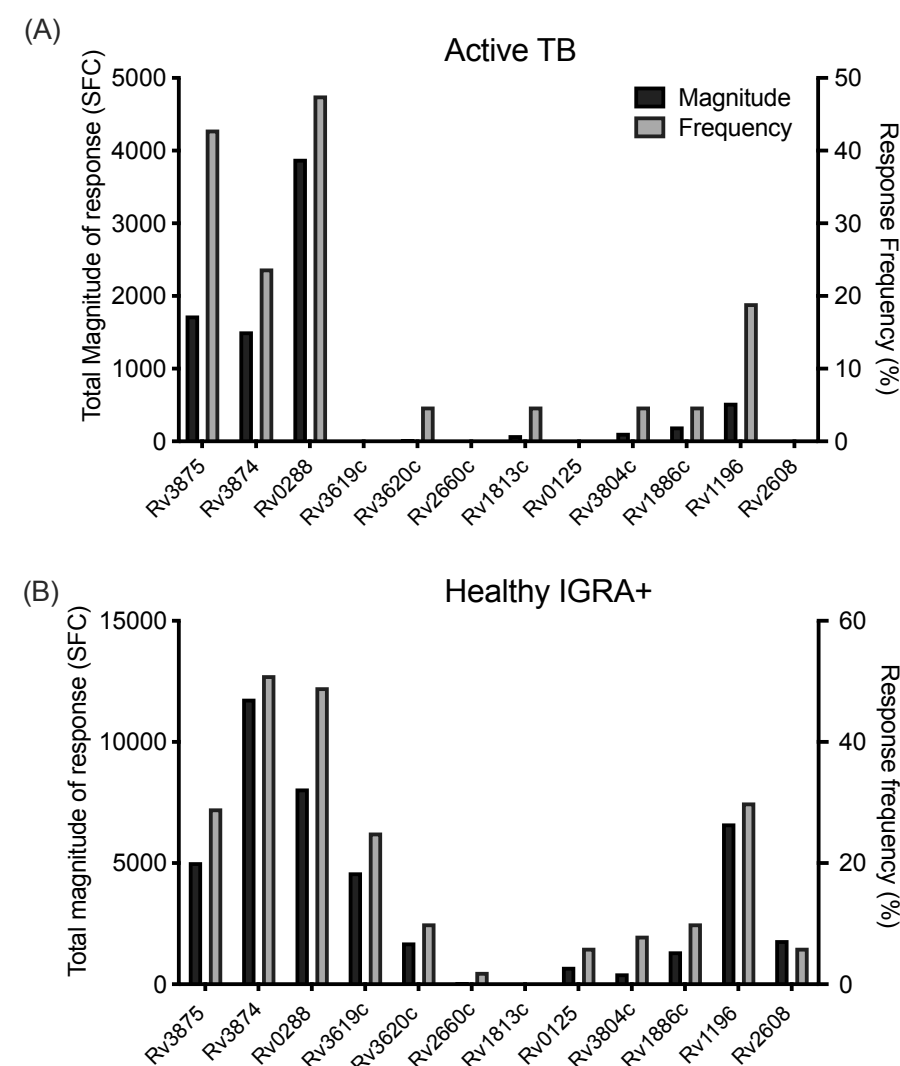 (A)
Active TB
Total Magnitude of response (SFC)
5000
4000
3000
2000
1000
0
Magnitude
Frequency
50
40
30
20
10
0
Response Frequency (%)
Rv3875
Rv3874
Rv0288
Rv3619c
Rv3620c
Rv2660c
Rv1813c
Rv0125
Rv3804c
Rv1886c
Rv1196
Rv2608
(B)
Healthy IGRA+
Total magnitude of response (SFC)
15000
10000
5000
0
60
40
20
0
Response frequency (%)
Rv3875
Rv3874
Rv0288
Rv3619c
Rv3620c
Rv2660c
Rv1813c
Rv0125
Rv3804c
Rv1886c
Rv1196
Rv2608